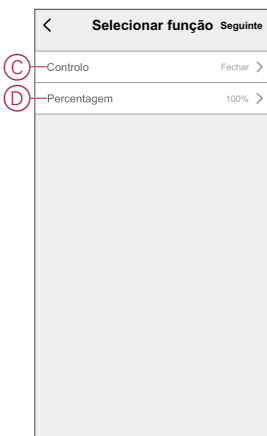 Selecionar função Seguinte
C Controlo Fechar
D Percentagem 100%